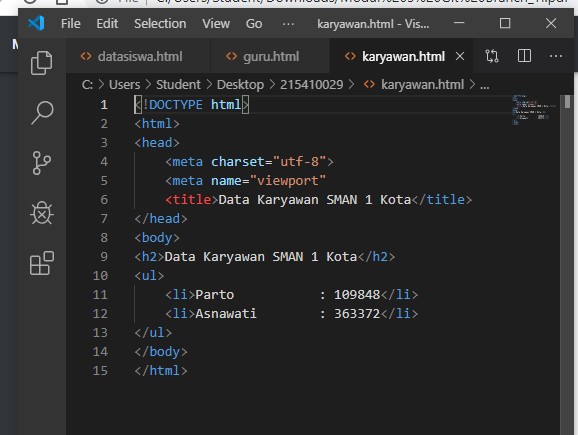 File Edit Selection View Go ··· karyawan.html - Vis...
datasiswa.html guru.html karyawan.html ···
C: > Users > Student > Desktop > 215410029 > karyawan.html > ...
1 <!DOCTYPE html>
2 <html>
3 <head>
4 <meta charset="utf-8">
5 <meta name="viewport"
6 <title>Data Karyawan SMAN 1 Kota</title>
7 </head>
8 <body>
9 <h2>Data Karyawan SMAN 1 Kota</h2>
10 <ul>
11 <li>Parto : 109848</li>
12 <li>Asnawati : 363372</li>
13 </ul>
14 </body>
15 </html>